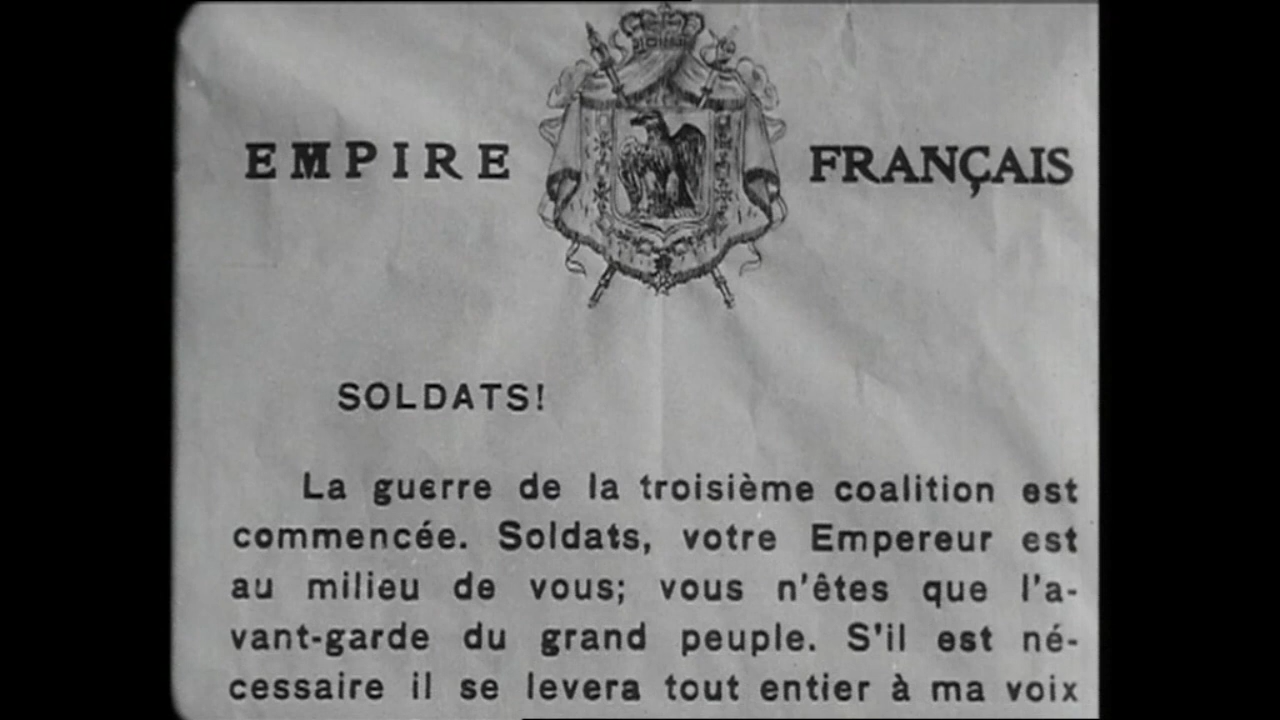 EMPIRE FRANÇAIS
SOLDATS!
La guerre de la troisième coalition est
commencée. Soldats, votre Empereur est
au milieu de vous; vous n'êtes que l'a-
vant-garde du grand peuple. S'il est né-
cessaire il se levera tout entier à ma voix